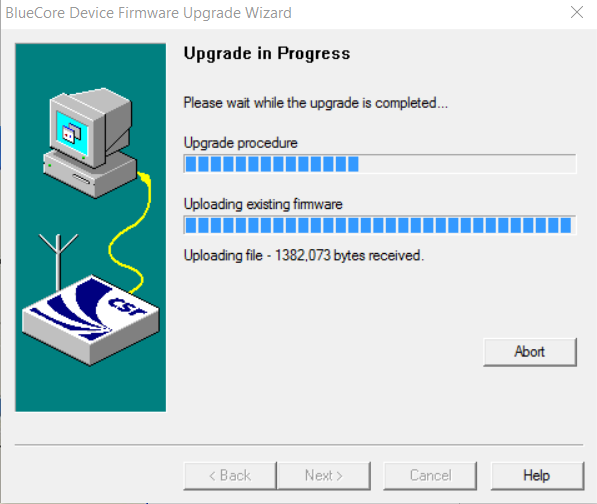 BlueCore Device Firmware Upgrade Wizard
Upgrade in Progress
Please wait while the upgrade is completed...
Upgrade procedure
Uploading existing firmware
Uploading file - 1382,073 bytes received.
csr
Abort
< Back
Next >
Cancel
Help